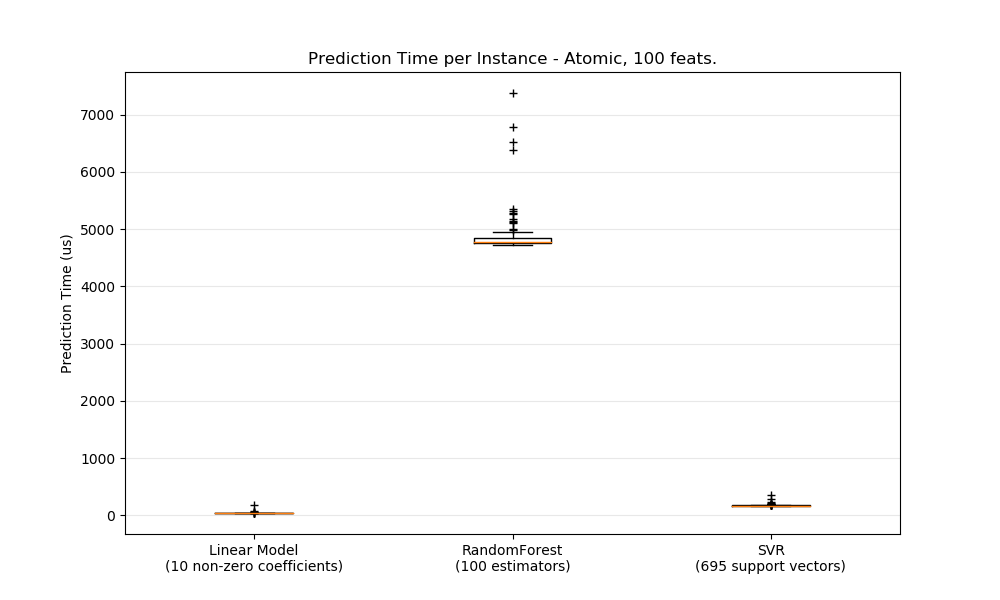 Prediction Time per Instance - Atomic, 100 feats.
7000
6000
5000
4000
3000
2000
1000
0
Prediction Time (us)
Linear Model
(10 non-zero coefficients)
RandomForest
(100 estimators)
SVR
(695 support vectors)